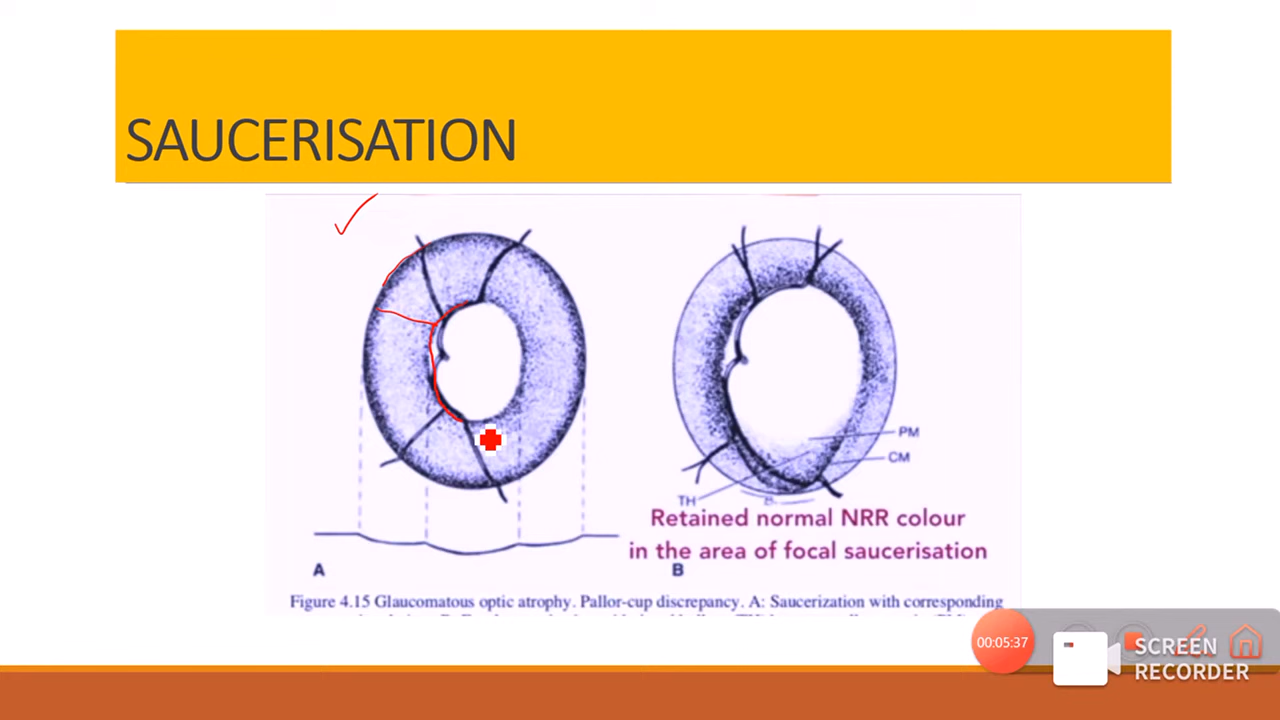 SAUCERISATION
PM
CM
TH
Retained normal NRR colour
in the area of focal saucerisation
A
B
Figure 4.15 Glaucomatous optic atrophy. Pallor-cup discrepancy. A: Saucerization with corresponding
00:05:37
SCREEN
RECORDER